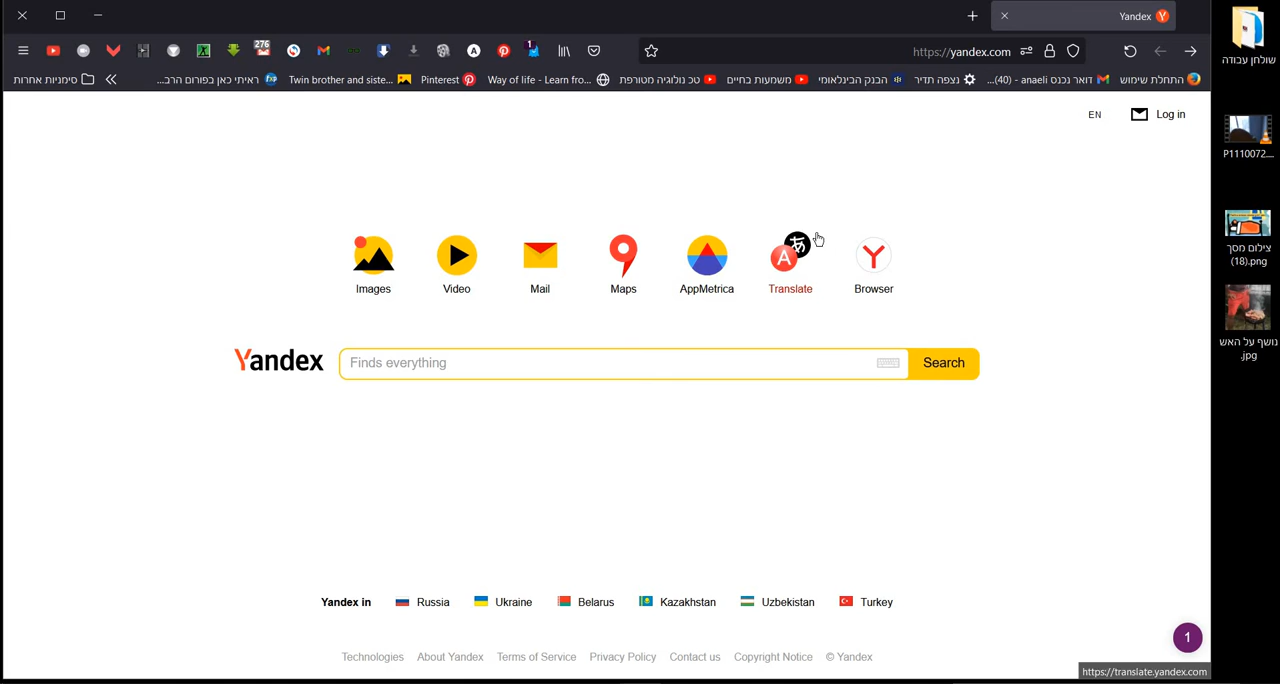 Yandex
https://yandex.com
276
1
התחלת שימוש
דואר נכנס (40) - anaeli...
נצפה תדיר
הבנק הבינלאומי
משמעות בחיים
טכ נולוגיה מטורפת
Way of life - Learn fro...
Pinterest
Twin brother and siste...
ראיתי כאן בפורום הרב...
סימניות אחרות
EN
Log in
Images
Video
Mail
Maps
AppMetrica
Translate
Browser
Yandex
Finds everything
Search
Yandex in Russia Ukraine Belarus Kazakhstan Uzbekistan Turkey
Technologies About Yandex Terms of Service Privacy Policy Contact us Copyright Notice © Yandex
1
https://translate.yandex.com
שולחן עבודה
P1110072....
צילום מסך
(18).png
נושף על האש
.jpg